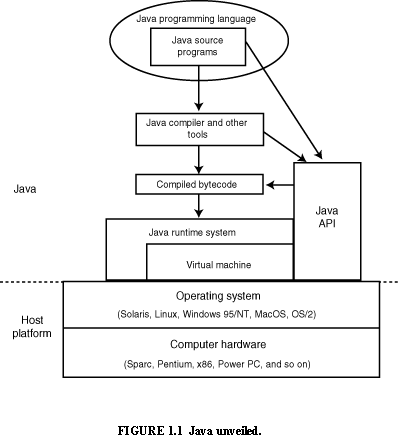 Java programming language
Java source
programs
Java compiler and other
tools
Compiled bytecode
Java
API
Java
Java runtime system
Virtual machine
Operating system
(Solaris, Linux, Windows 95/NT, MacOS, OS/2)
Host
platform
Computer hardware
(Sparc, Pentium, x86, Power PC, and so on)
FIGURE 1.1 Java unveiled.